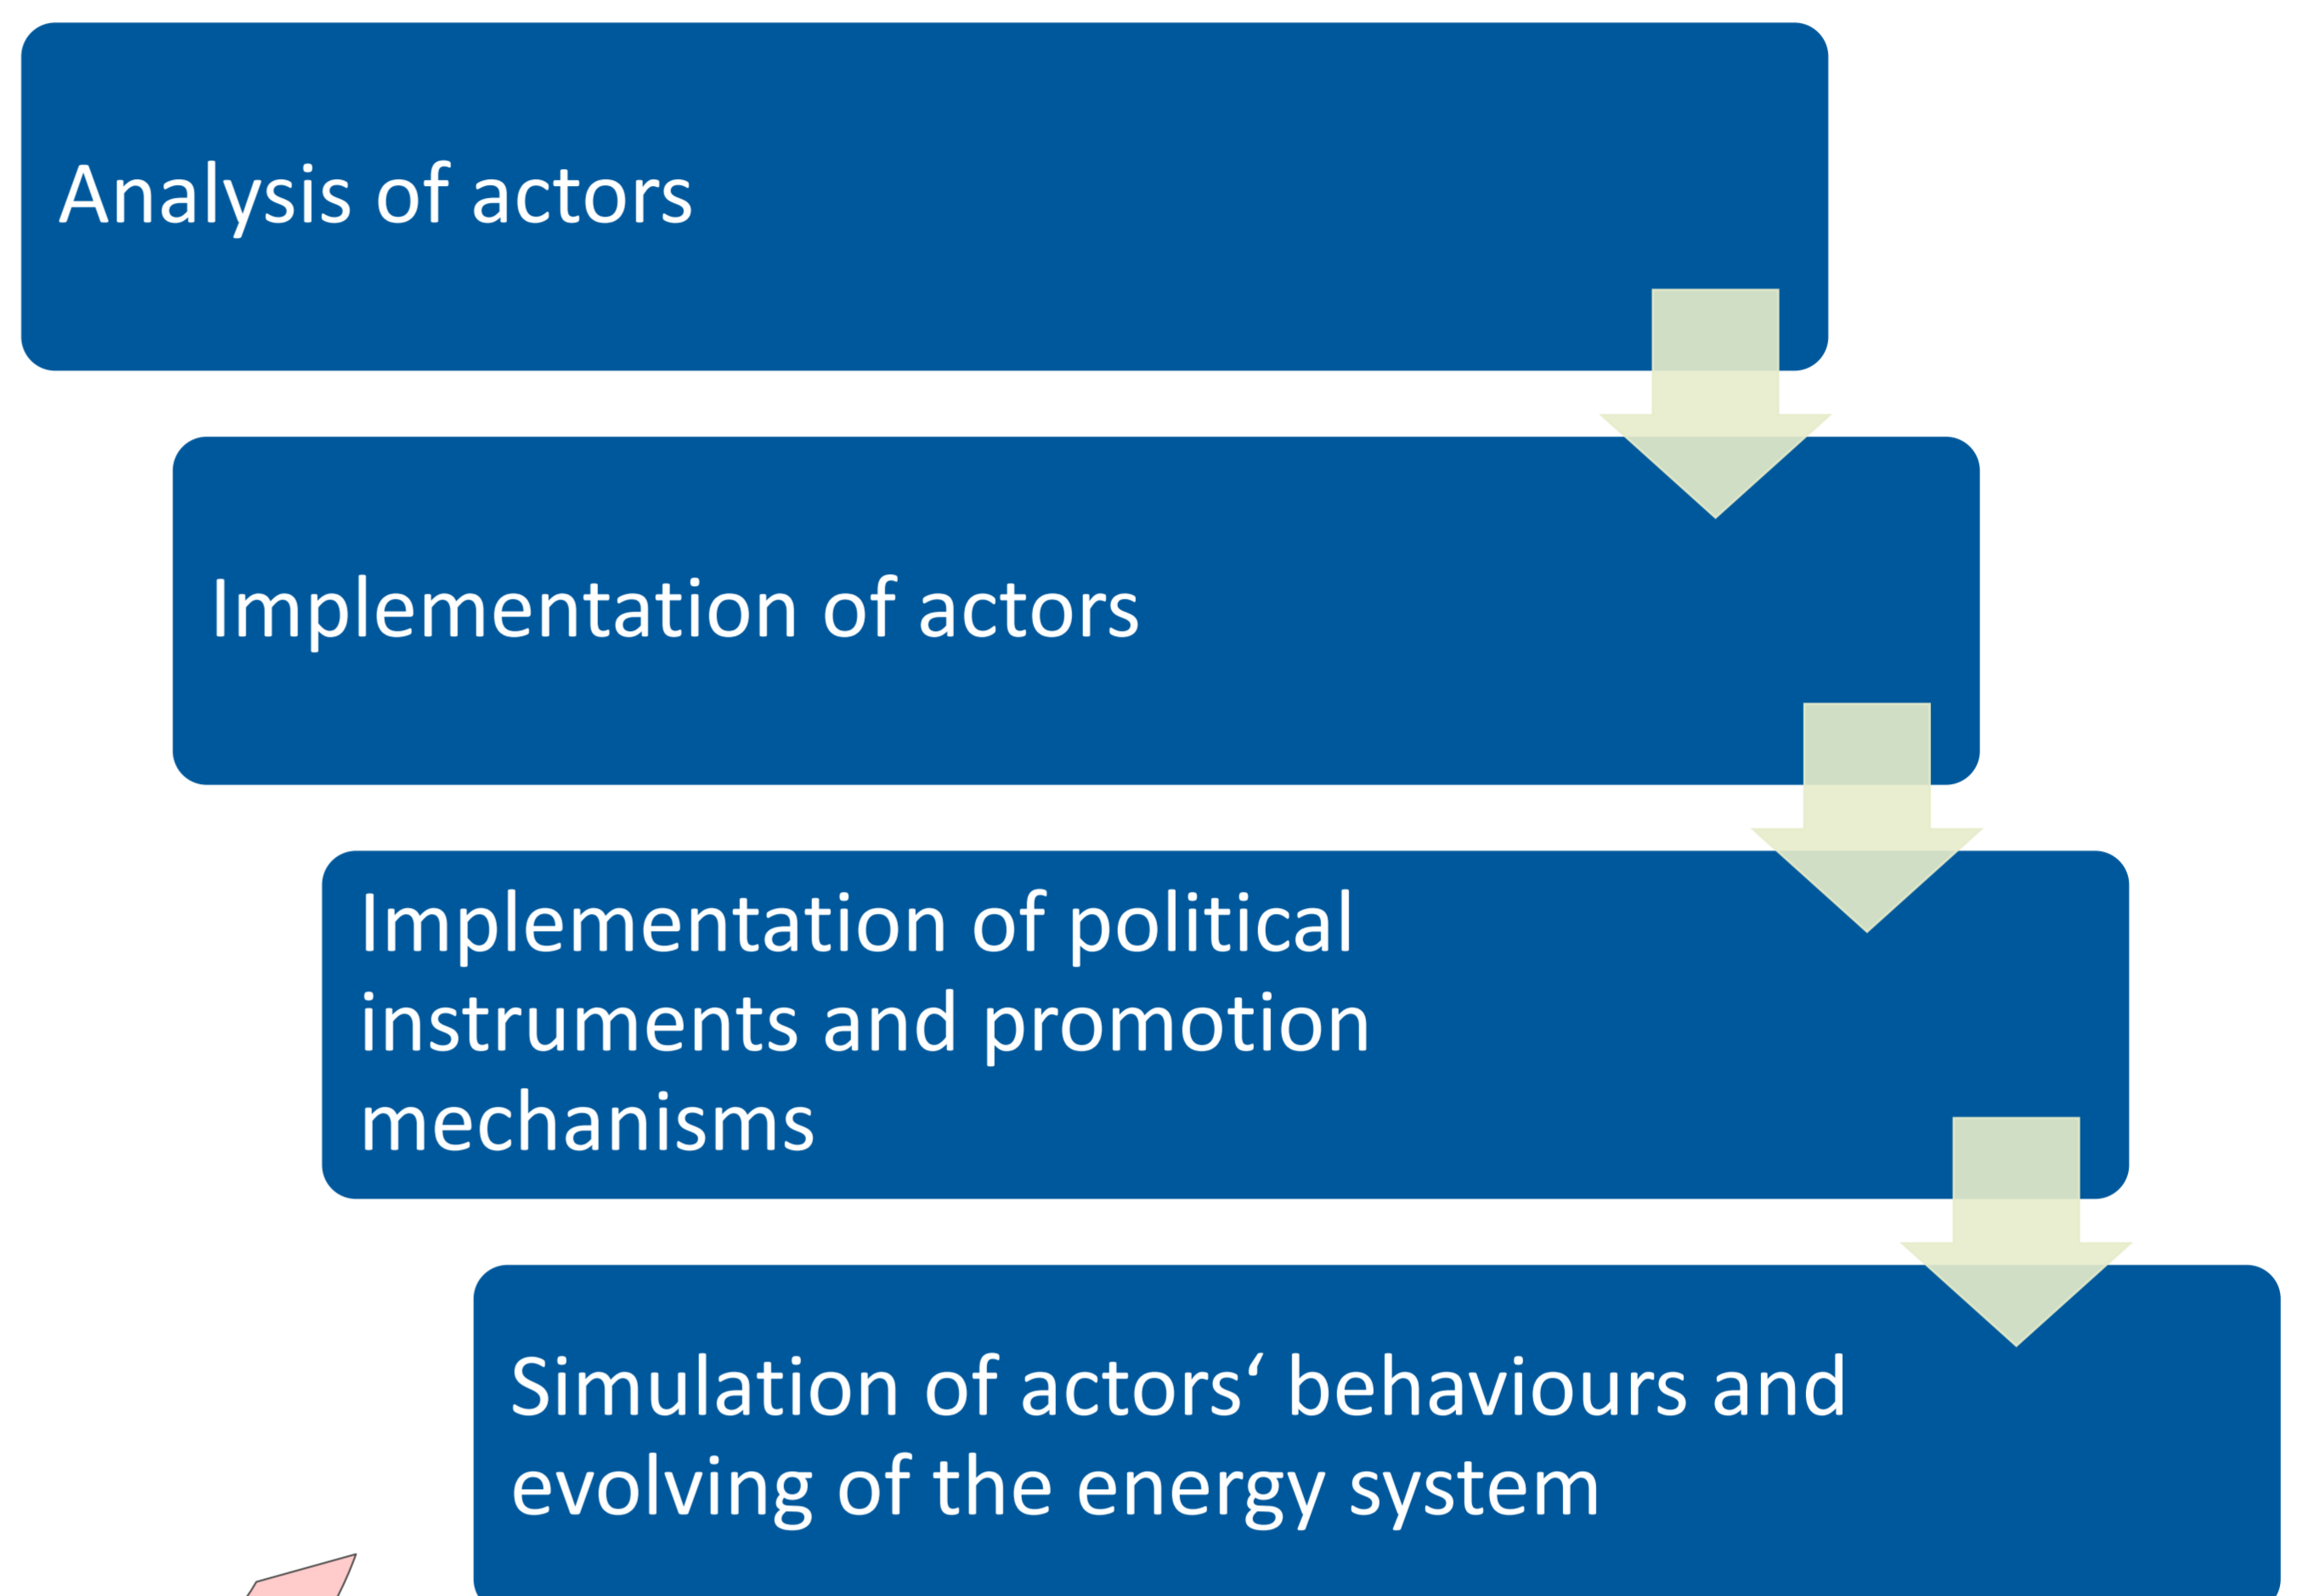 Analysis of actors
Implementation of actors
Implementation of political
instruments and promotion
mechanisms
Simulation of actors‘ behaviours and
evolving of the energy system